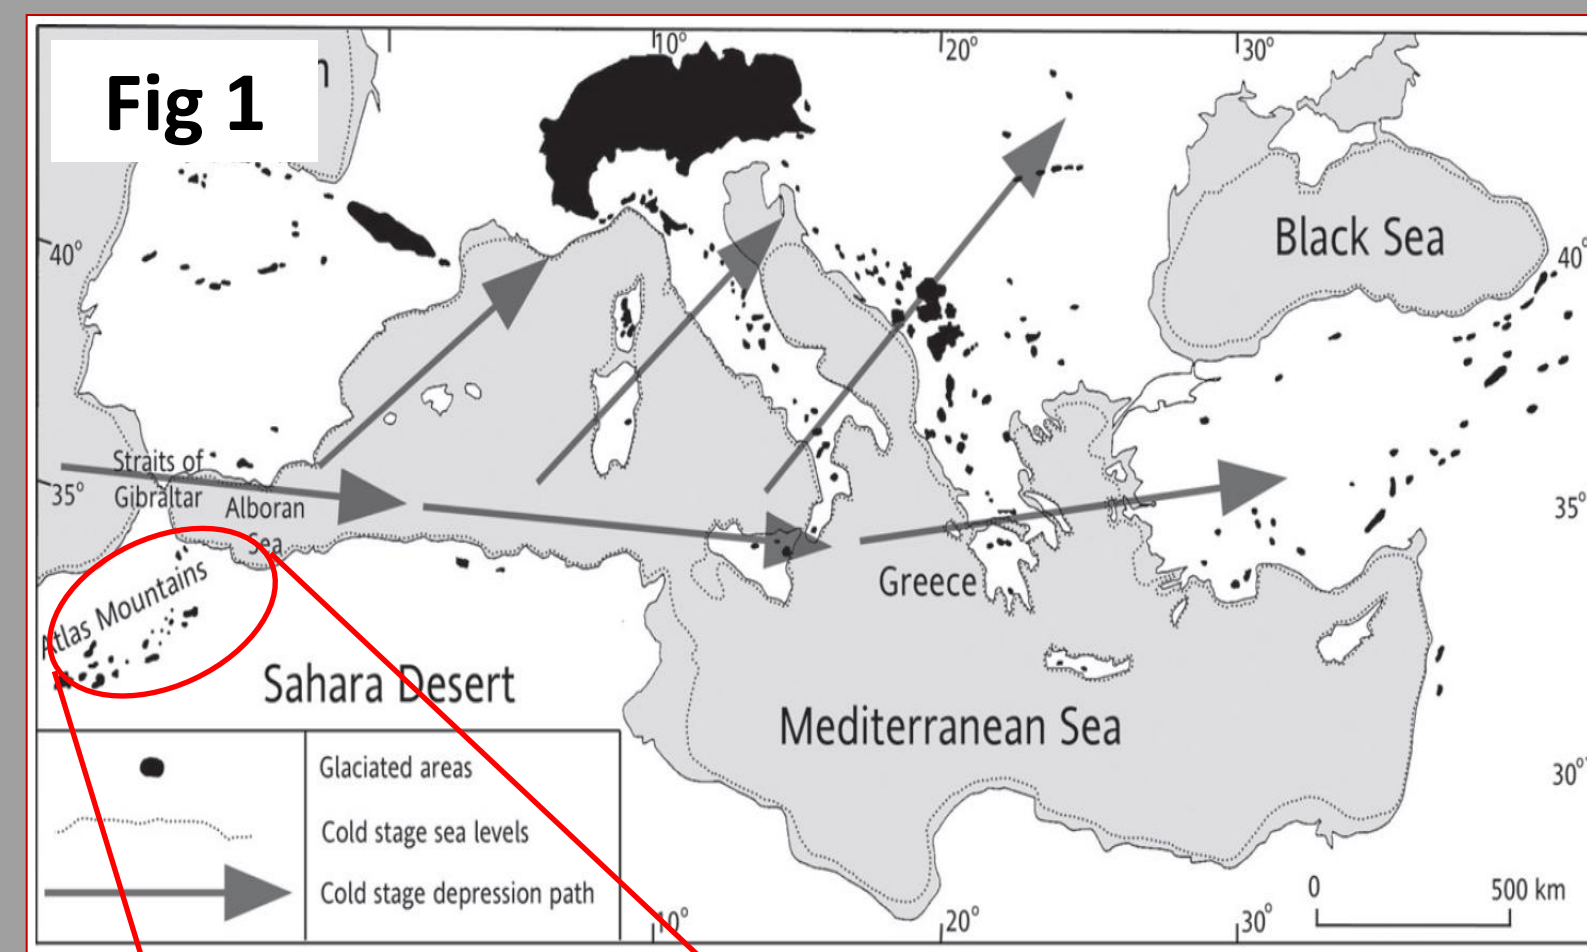 Fig 1
n
10°
20°
30°
40°
Black Sea
40°
Straits of
Gibraltar
35°
Alboran
Sea
35°
Atlas Mountains
Greece
Sahara Desert
Mediterranean Sea
30°
Glaciated areas
Cold stage sea levels
Cold stage depression path
0
500 km
10°
20°
30°